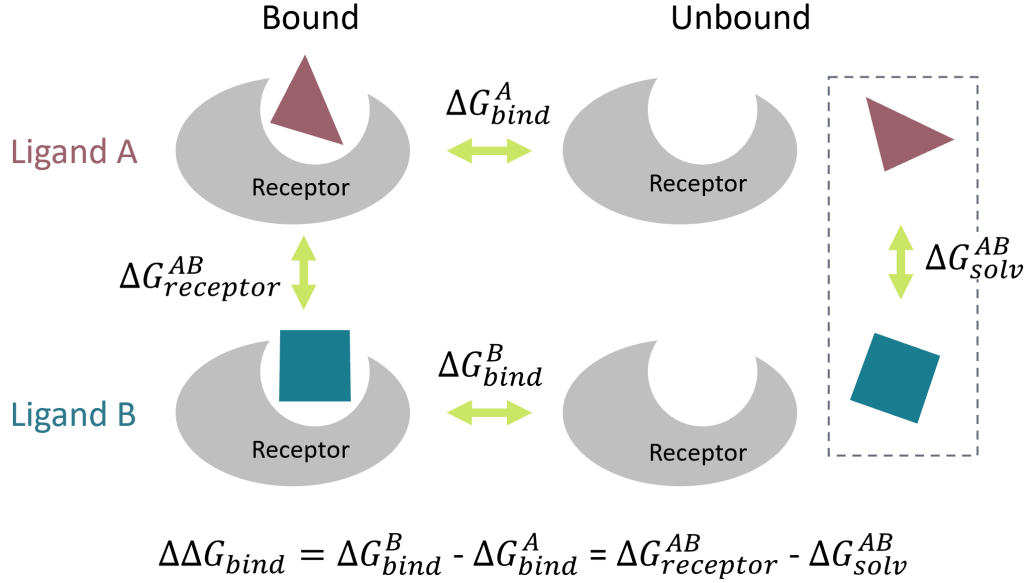 Bound
Unbound
Ligand A
Receptor
ΔG^A_bind
Receptor
ΔG^AB_receptor
ΔG^AB_solv
Ligand B
Receptor
ΔG^B_bind
Receptor
ΔΔG_bind = ΔG^B_bind - ΔG^A_bind = ΔG^AB_receptor - ΔG^AB_solv